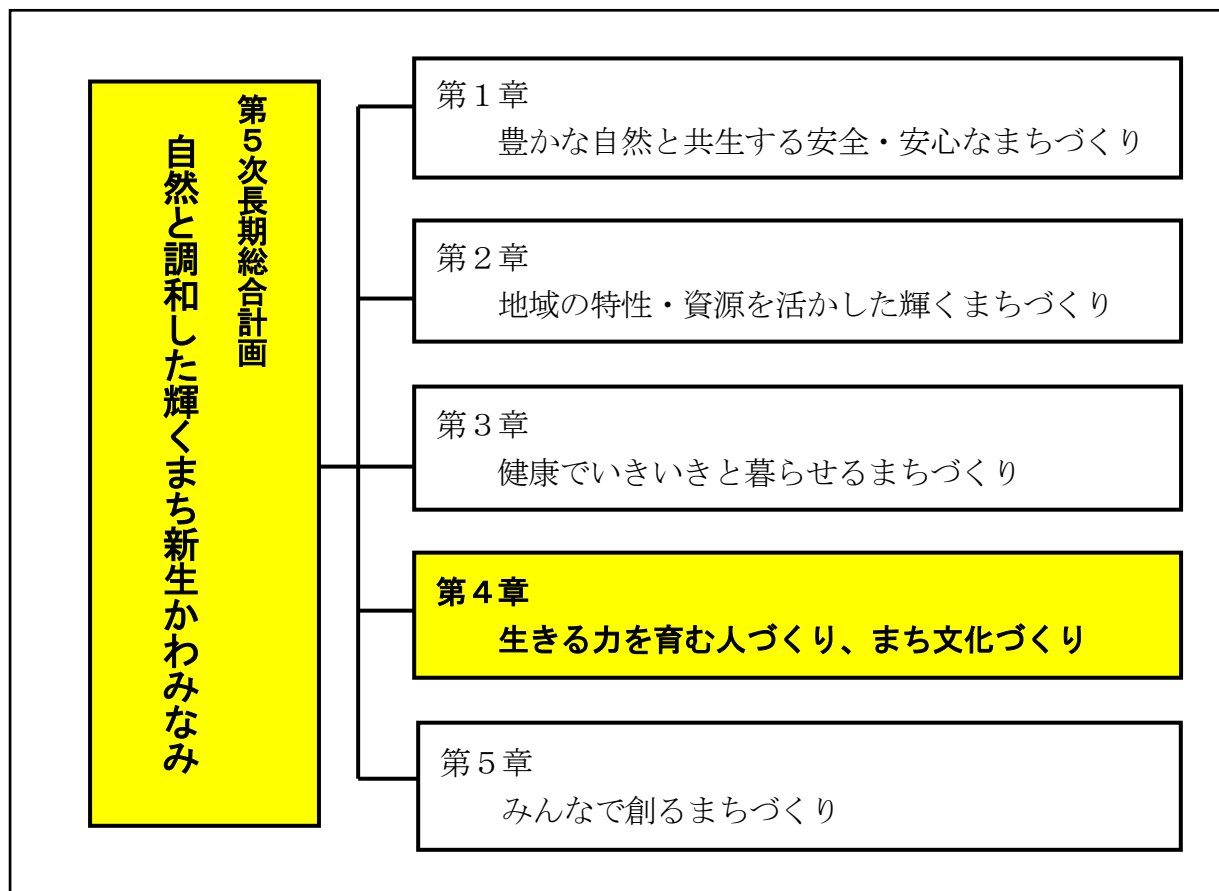 第５次長期総合計画
自然と調和した輝くまち新生かわみなみ
第１章
豊かな自然と共生する安全・安心なまちづくり
第２章
地域の特性・資源を活かした輝くまちづくり
第３章
健康でいきいきと暮らせるまちづくり
第４章
生きる力を育む人づくり、まち文化づくり
第５章
みんなで創るまちづくり